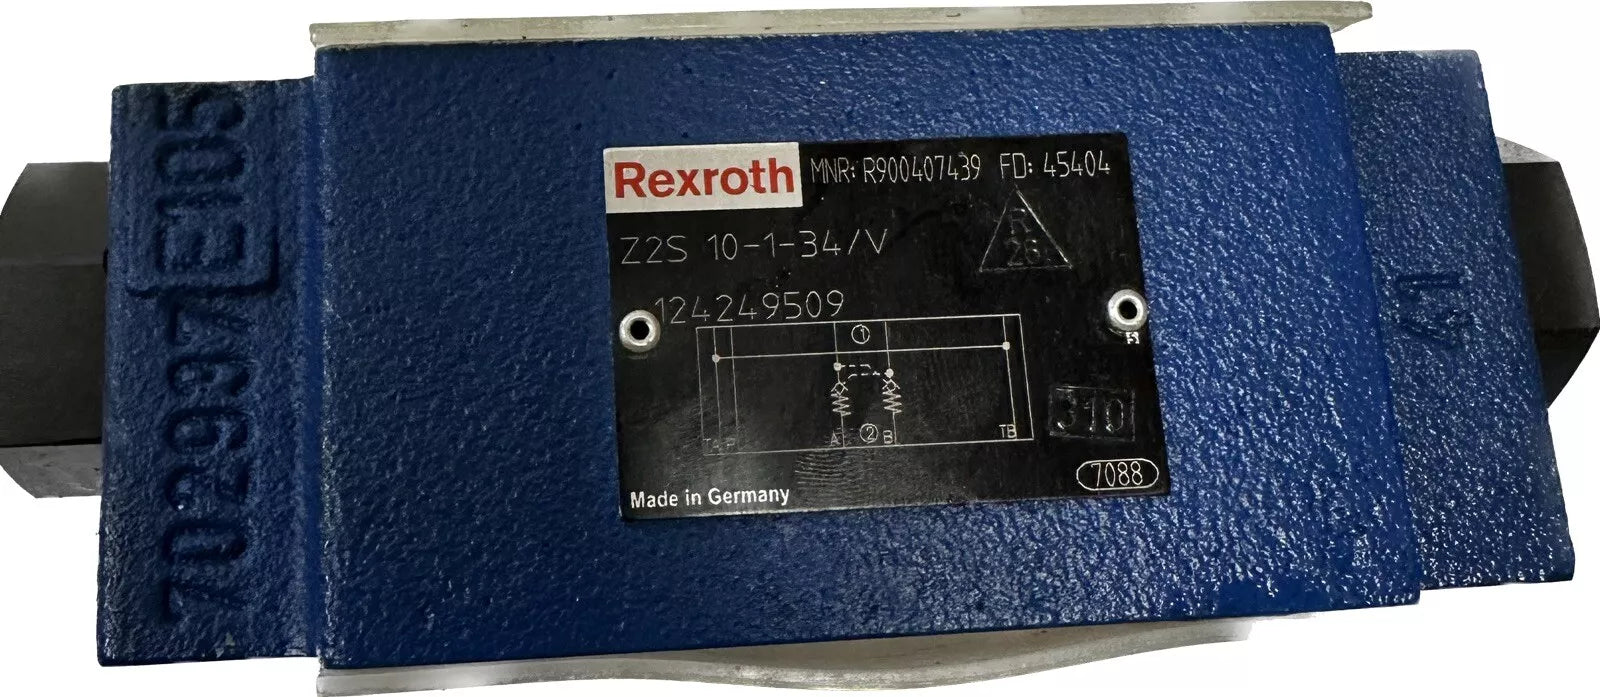 Rexroth MNR: R900407439 FD: 45404
Z2S 10-1-34/V
R
26
124249509
1
A 2 B TB
310
7088
Made in Germany
702997 E105